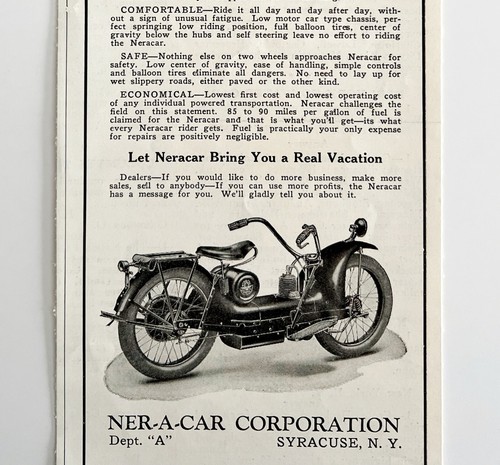 COMFORTABLE—Ride it all day and day after day, with-
out a sign of unusual fatigue. Low motor car type chassis, per-
fect springing low riding position, full balloon tires, center of
gravity below the hubs and self steering leave no effort to riding
the Neracar.
SAFE—Nothing else on two wheels approaches Neracar for
safety. Low center of gravity, ease of handling, simple controls
and balloon tires eliminate all dangers. No need to lay up for
wet slippery roads, either paved or the other kind.
ECONOMICAL—Lowest first cost and lowest operating cost
of any individual powered transportation. Neracar challenges the
field on this statement. 85 to 90 miles per gallon of fuel is
claimed for the Neracar and that is what you'll get—its what
every Neracar rider gets. Fuel is practically your only expense
for repairs are positively negligible.
Let Neracar Bring You a Real Vacation
Dealers—If you would like to do more business, make more
sales, sell to anybody—If you can use more profits, the Neracar
has a message for you. We'll gladly tell you about it.
NER-A-CAR CORPORATION
Dept. "A" SYRACUSE, N. Y.